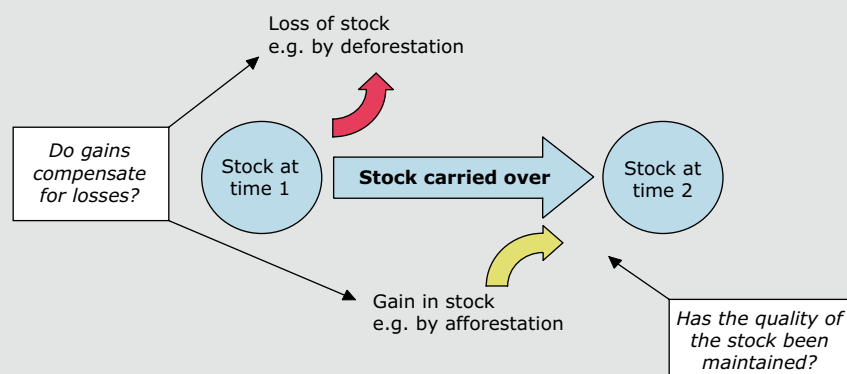 Loss of stock
e.g. by deforestation
Do gains
compensate
for losses?
Stock at
time 1
Stock carried over
Stock at
time 2
Gain in stock
e.g. by afforestation
Has the quality of
the stock been
maintained?